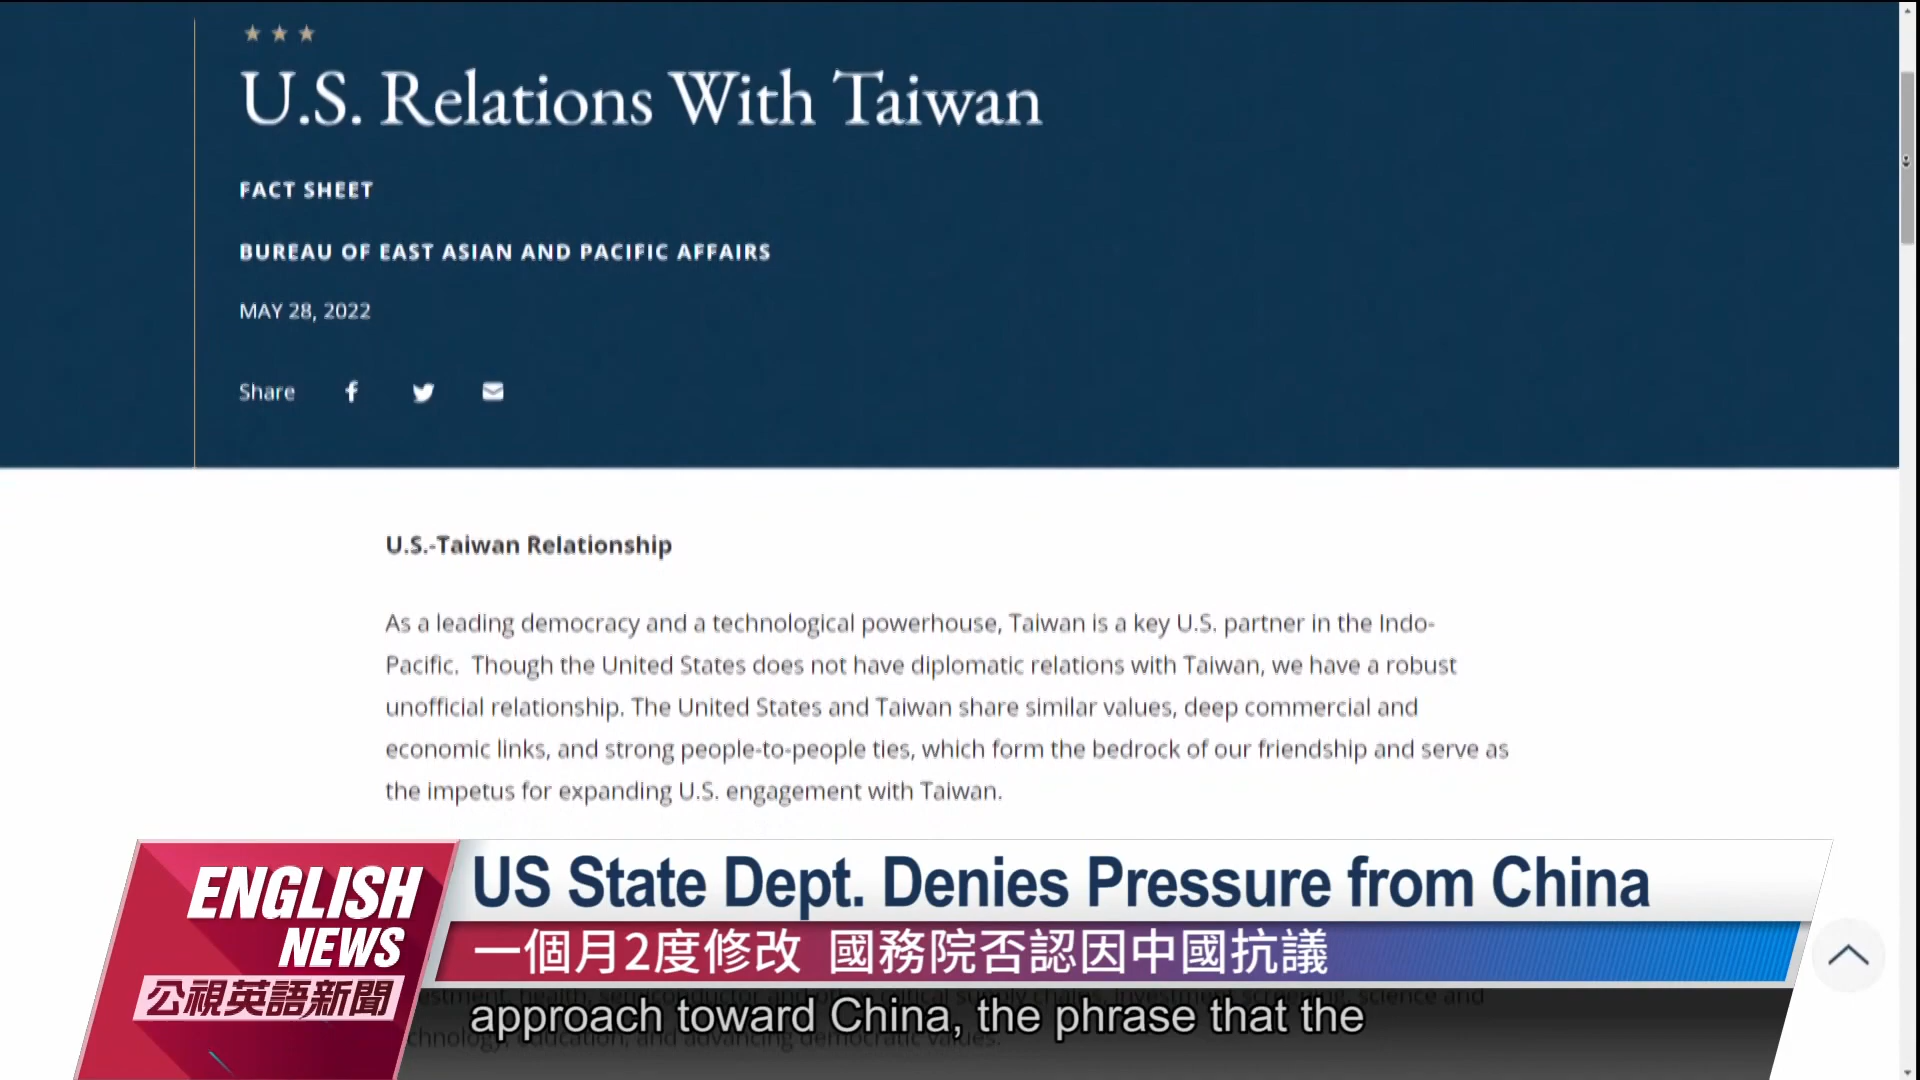 U.S. Relations With Taiwan
FACT SHEET
BUREAU OF EAST ASIAN AND PACIFIC AFFAIRS
MAY 28, 2022
Share
U.S.-Taiwan Relationship
As a leading democracy and a technological powerhouse, Taiwan is a key U.S. partner in the Indo-
Pacific.  Though the United States does not have diplomatic relations with Taiwan, we have a robust
unofficial relationship. The United States and Taiwan share similar values, deep commercial and
economic links, and strong people-to-people ties, which form the bedrock of our friendship and serve as
the impetus for expanding U.S. engagement with Taiwan.
ENGLISH
NEWS
公視英語新聞
US State Dept. Denies Pressure from China
一個月2度修改 國務院否認因中國抗議
approach toward China, the phrase that the